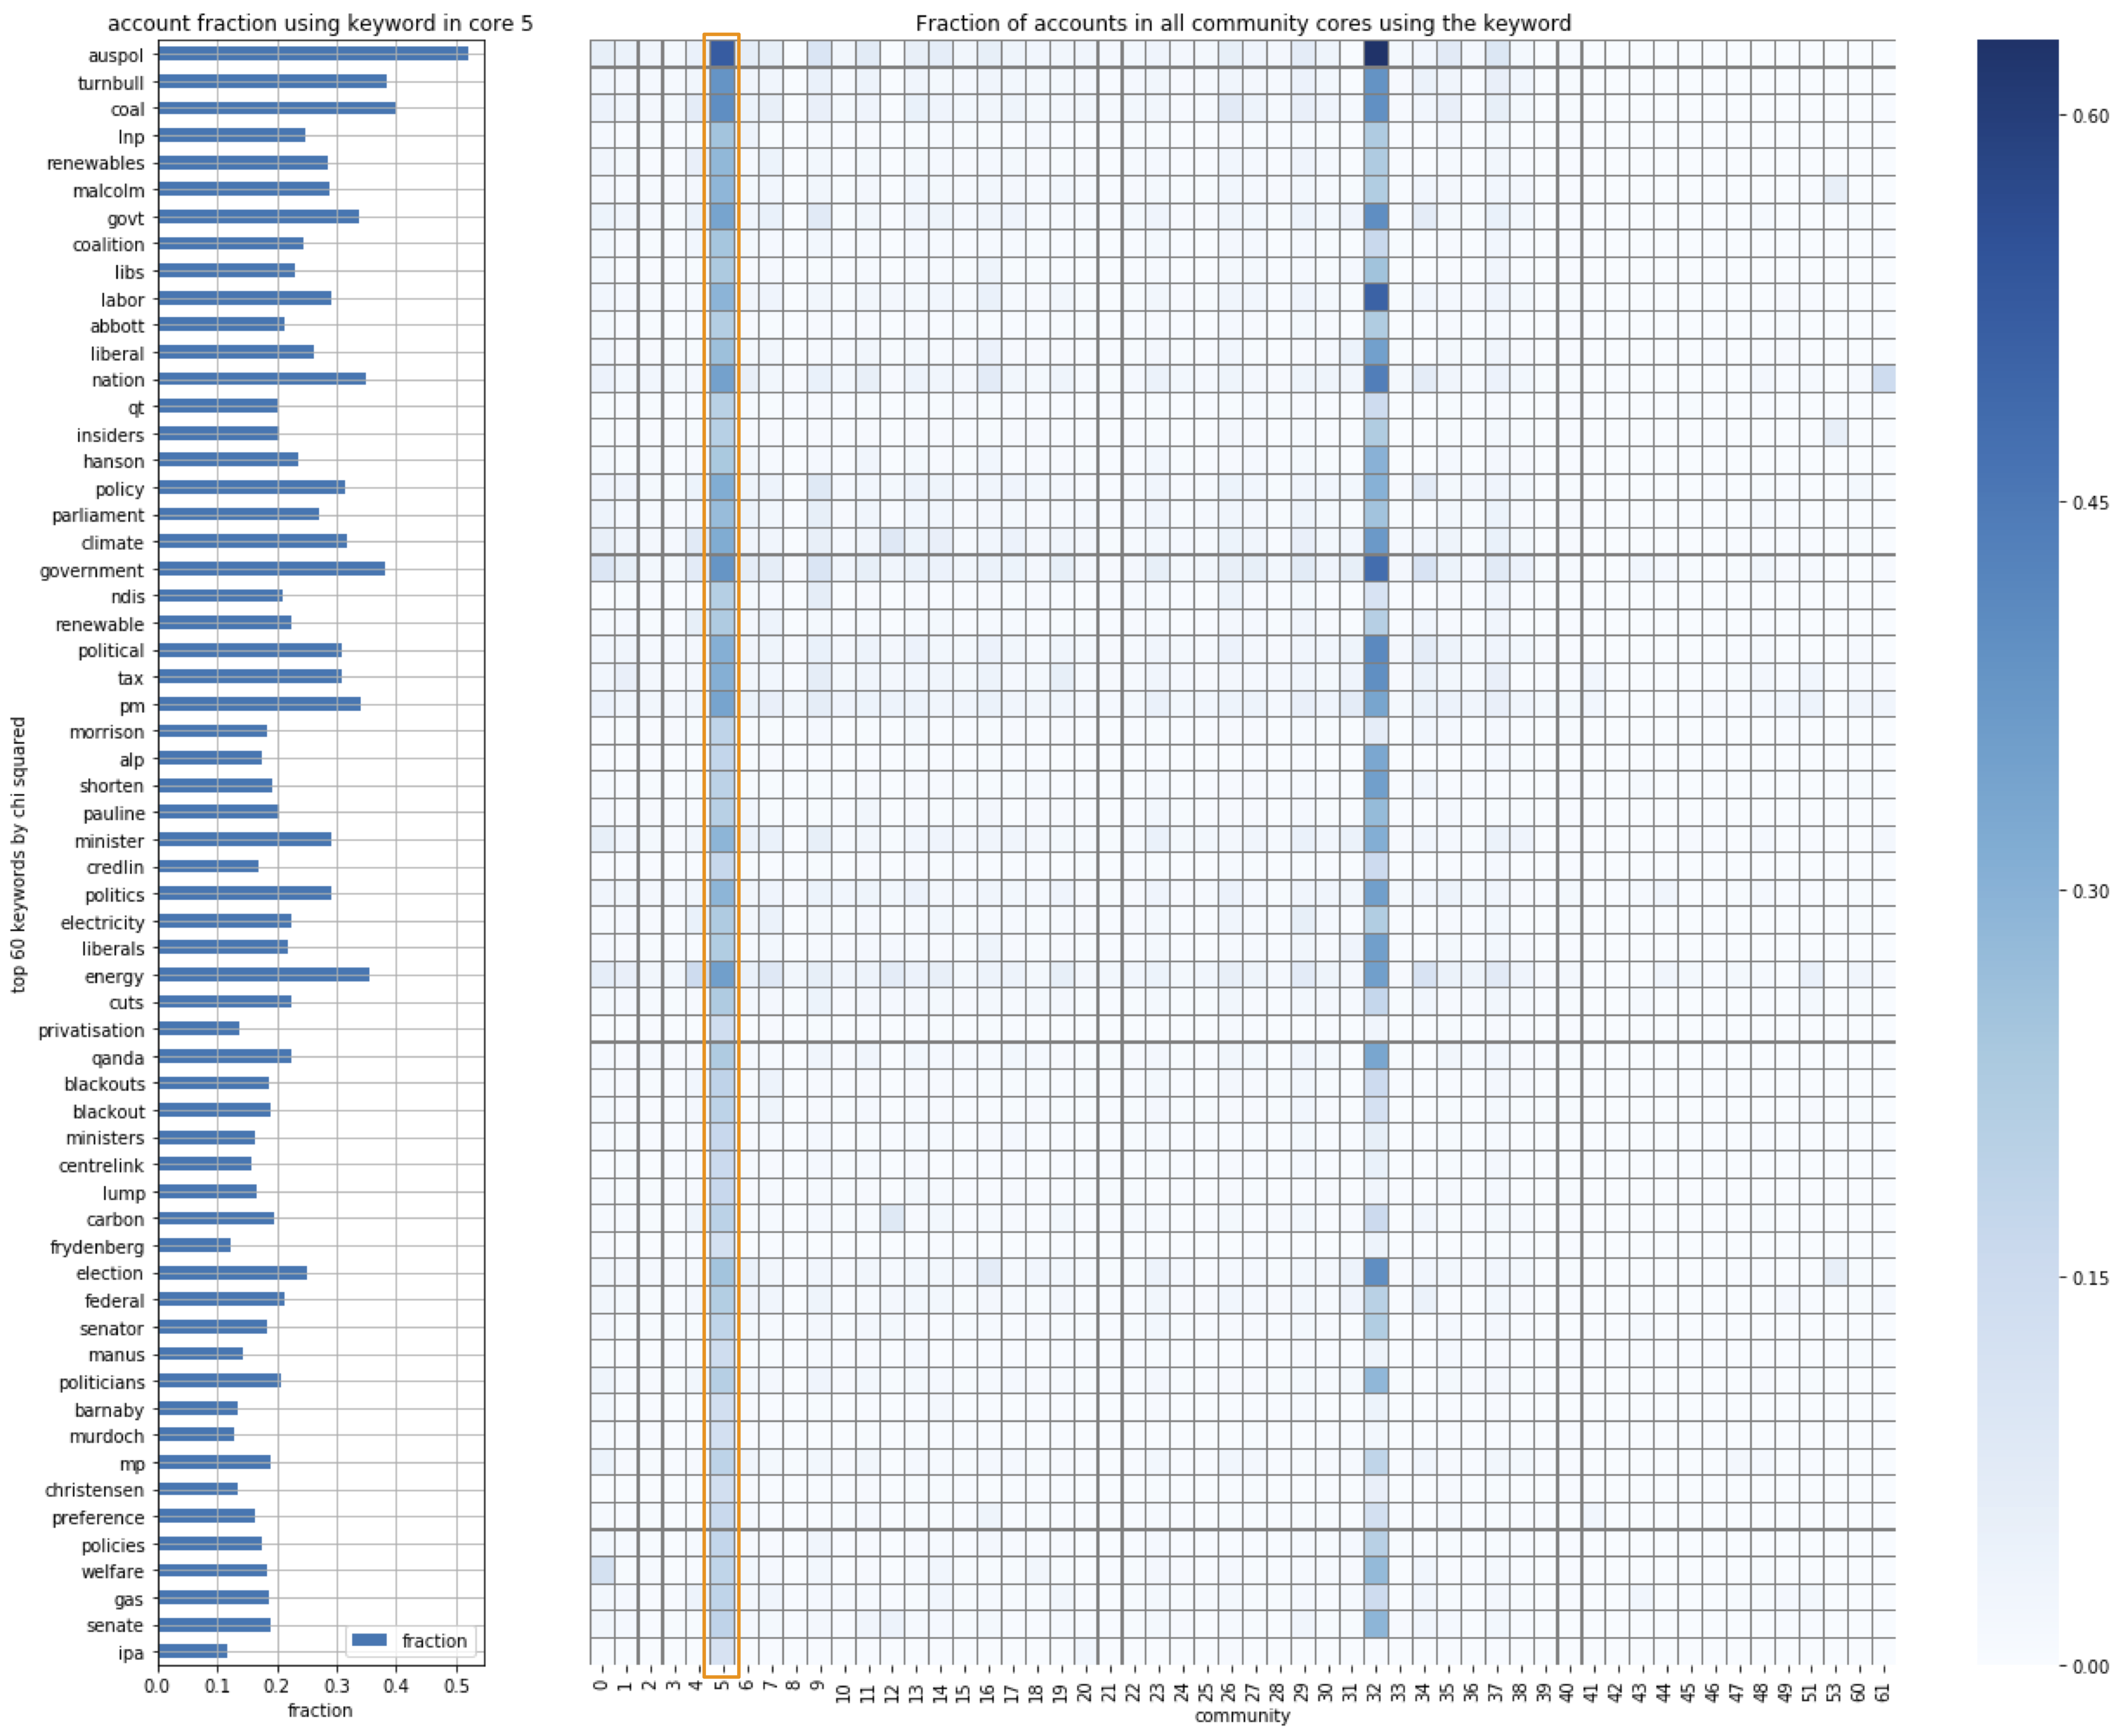 account fraction using keyword in core 5
Fraction of accounts in all community cores using the keyword
top 60 keywords by chi squared
auspol
turnbull
coal
lnp
renewables
malcolm
govt
coalition
libs
labor
abbott
liberal
nation
qt
insiders
hanson
policy
parliament
climate
government
ndis
renewable
political
tax
pm
morrison
alp
shorten
pauline
minister
credlin
politics
electricity
liberals
energy
cuts
privatisation
qanda
blackouts
blackout
ministers
centrelink
lump
carbon
frydenberg
election
federal
senator
manus
politicians
barnaby
murdoch
mp
christensen
preference
policies
welfare
gas
senate
ipa
fraction
0.0 0.1 0.2 0.3 0.4 0.5
fraction
0 1 2 3 4 5 6 7 8 9 10 11 12 13 14 15 16 17 18 19 20 21 22 23 24 25 26 27 28 29 30 31 32 33 34 35 36 37 38 39 40 41 42 43 44 45 46 47 48 49 51 53 60 61
community
0.60
0.45
0.30
0.15
0.00